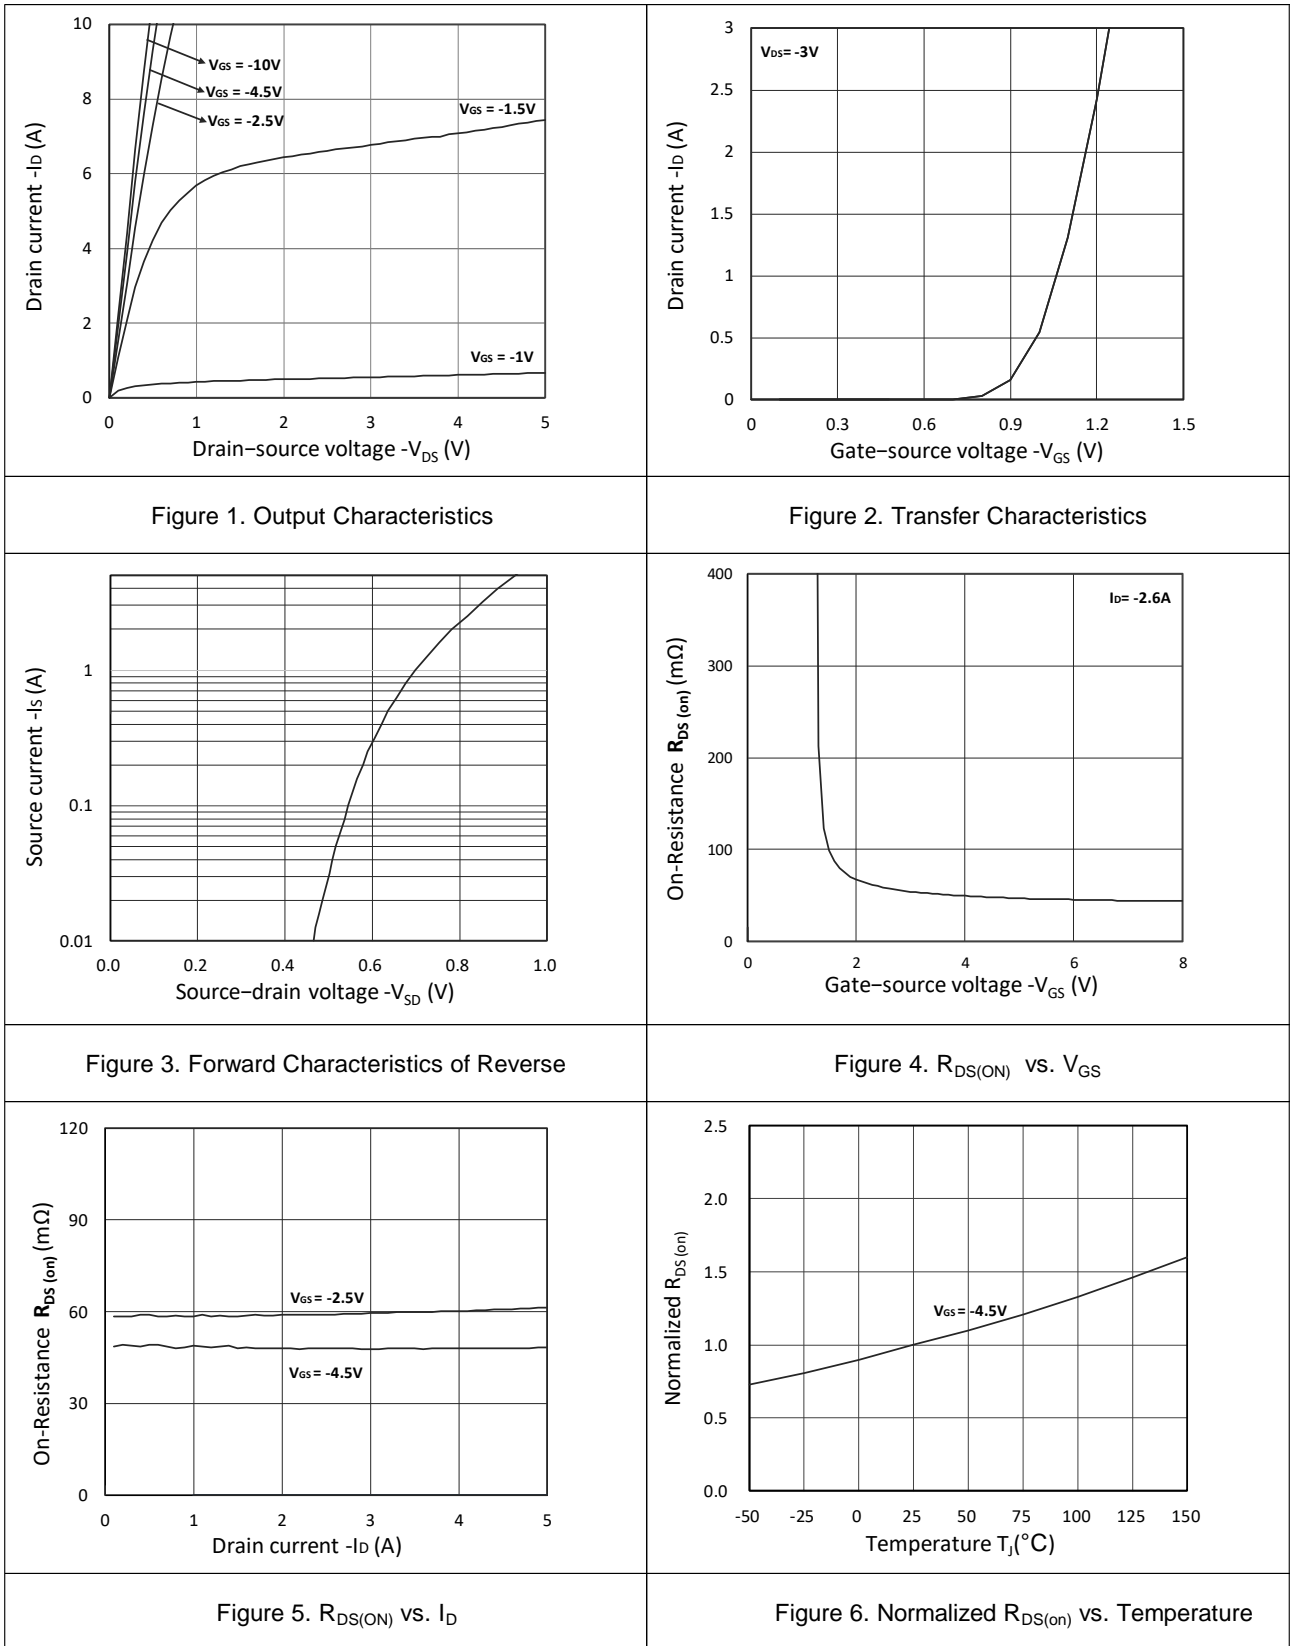 10
8
6
4
2
0
Drain current -ID (A)
VGS = -10V
VGS = -4.5V
VGS = -2.5V
VGS = -1.5V
VGS = -1V
0 1 2 3 4 5
Drain−source voltage -VDS (V)
Figure 1. Output Characteristics
3
2.5
2
1.5
1
0.5
0
Drain current -ID (A)
VDS= -3V
0 0.3 0.6 0.9 1.2 1.5
Gate−source voltage -VGS (V)
Figure 2. Transfer Characteristics
1
0.1
0.01
Source current -IS (A)
0.0 0.2 0.4 0.6 0.8 1.0
Source−drain voltage -VSD (V)
Figure 3. Forward Characteristics of Reverse
400
300
200
100
0
On-Resistance RDS (on) (mΩ)
ID= -2.6A
0 2 4 6 8
Gate−source voltage -VGS (V)
Figure 4. RDS(ON) vs. VGS
120
90
60
30
0
On-Resistance RDS (on) (mΩ)
VGS = -2.5V
VGS = -4.5V
0 1 2 3 4 5
Drain current -ID (A)
Figure 5. RDS(ON) vs. ID
2.5
2.0
1.5
1.0
0.5
0.0
Normalized RDS(on)
VGS = -4.5V
-50 -25 0 25 50 75 100 125 150
Temperature TJ(°C)
Figure 6. Normalized RDS(on) vs. Temperature